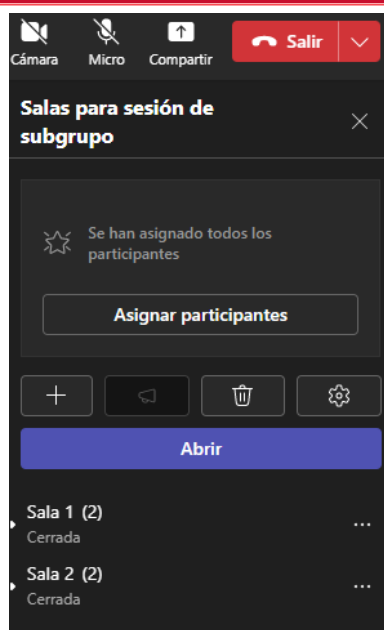 Cámara Micro Compartir Salir
Salas para sesión de
subgrupo
Se han asignado todos los
participantes
Asignar participantes
Abrir
Sala 1 (2)
Cerrada
Sala 2 (2)
Cerrada